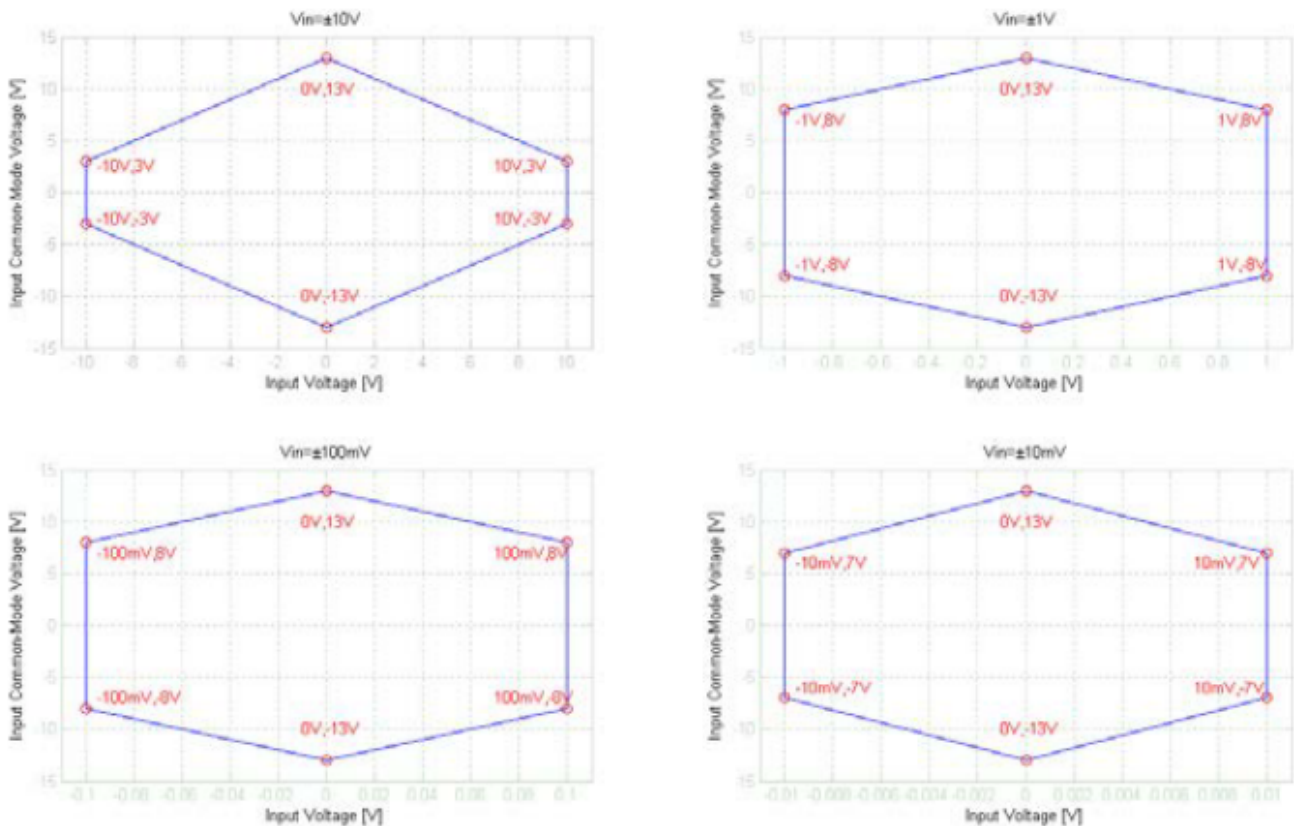 Vin=±10V
15
10
5
0
-5
-10
-15
Input Common-Mode Voltage [V]
0V,13V
-10V,3V
10V,3V
-10V,-3V
10V,-3V
0V,-13V
-10 -8 -6 -4 -2 0 2 4 6 8 10
Input Voltage [V]
Vin=±1V
15
10
5
0
-5
-10
-15
Input Common-Mode Voltage [V]
0V,13V
-1V,8V
1V,8V
-1V,-8V
1V,-8V
0V,-13V
-1 -0.8 -0.6 -0.4 -0.2 0 0.2 0.4 0.6 0.8 1
Input Voltage [V]
Vin=±100mV
15
10
5
0
-5
-10
-15
Input Common-Mode Voltage [V]
0V,13V
-100mV,8V
100mV,8V
-100mV,-8V
100mV,-8V
0V,-13V
-0.1 -0.08 -0.06 -0.04 -0.02 0 0.02 0.04 0.06 0.08 0.1
Input Voltage [V]
Vin=±10mV
15
10
5
0
-5
-10
-15
Input Common-Mode Voltage [V]
0V,13V
-10mV,7V
10mV,7V
-10mV,-7V
10mV,-7V
0V,-13V
-0.01 -0.008 -0.006 -0.004 -0.002 0 0.002 0.004 0.006 0.008 0.01
Input Voltage [V]